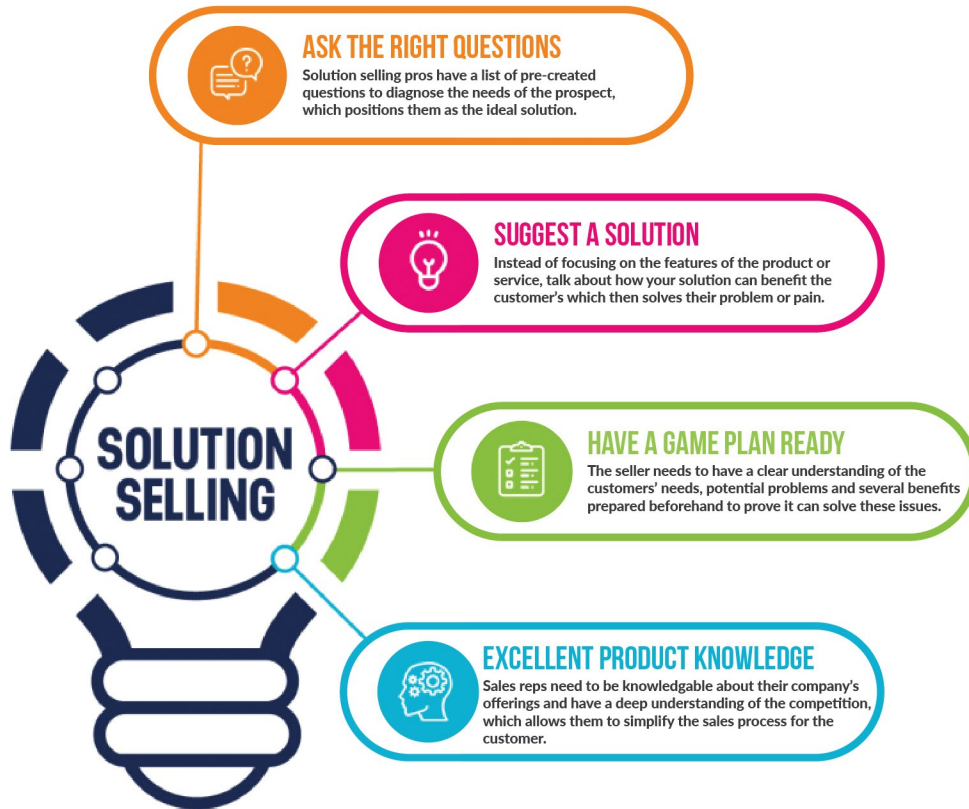 ASK THE RIGHT QUESTIONS
Solution selling pros have a list of pre-created
questions to diagnose the needs of the prospect,
which positions them as the ideal solution.
SUGGEST A SOLUTION
Instead of focusing on the features of the product or
service, talk about how your solution can benefit the
customer's which then solves their problem or pain.
SOLUTION
SELLING
HAVE A GAME PLAN READY
The seller needs to have a clear understanding of the
customers' needs, potential problems and several benefits
prepared beforehand to prove it can solve these issues.
EXCELLENT PRODUCT KNOWLEDGE
Sales reps need to be knowledgable about their company's
offerings and have a deep understanding of the competition,
which allows them to simplify the sales process for the
customer.